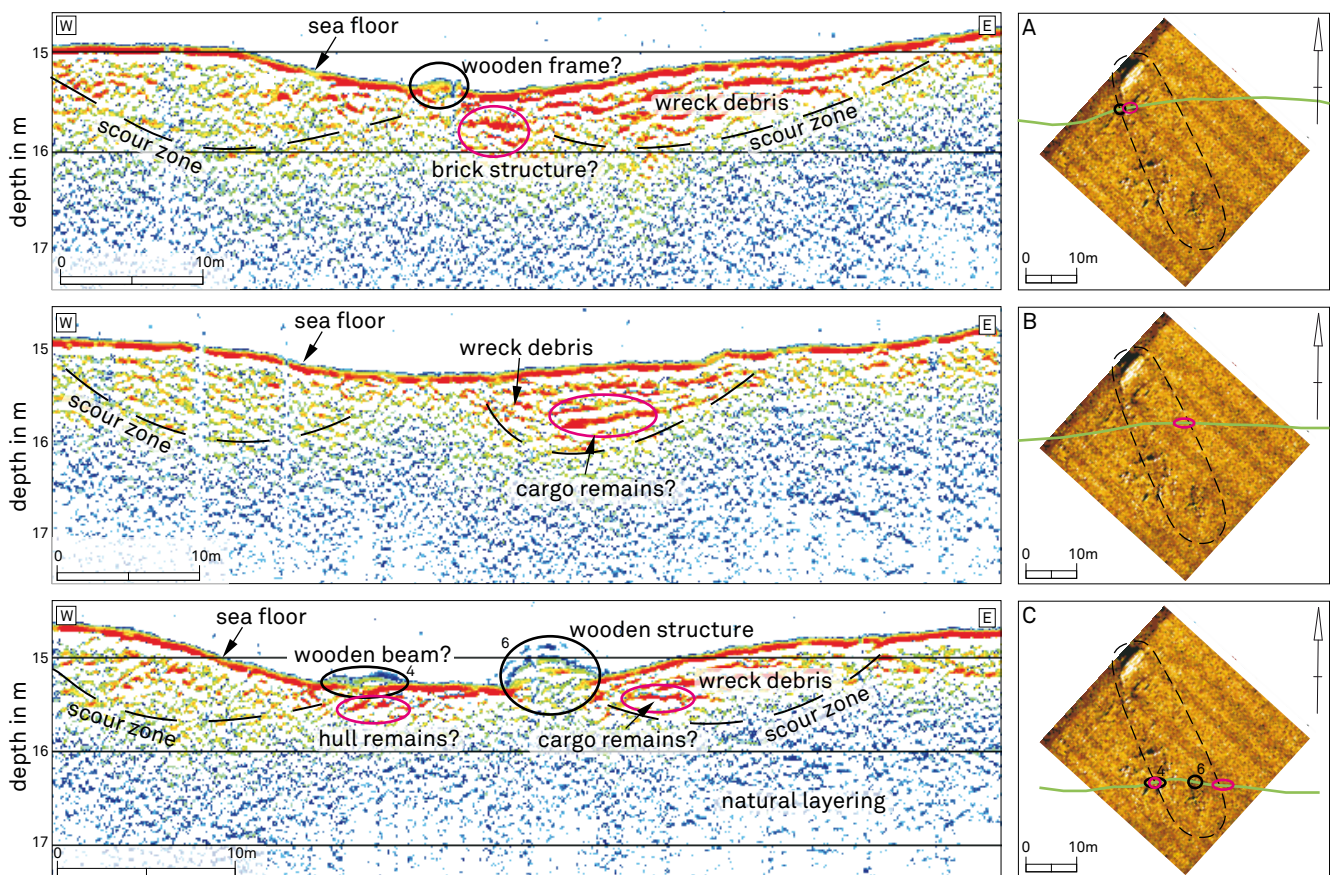 W
E
sea floor
15
wooden frame?
wreck debris
scour zone
scour zone
16
brick structure?
depth in m
17
0 10m
A
0 10m
W
E
sea floor
15
wreck debris
scour zone
16
cargo remains?
depth in m
17
0 10m
B
0 10m
W
E
sea floor
wooden structure
6
15
wooden beam?
4
wreck debris
scour zone
hull remains?
cargo remains?
scour zone
16
depth in m
natural layering
17
0 10m
C
4 6
0 10m